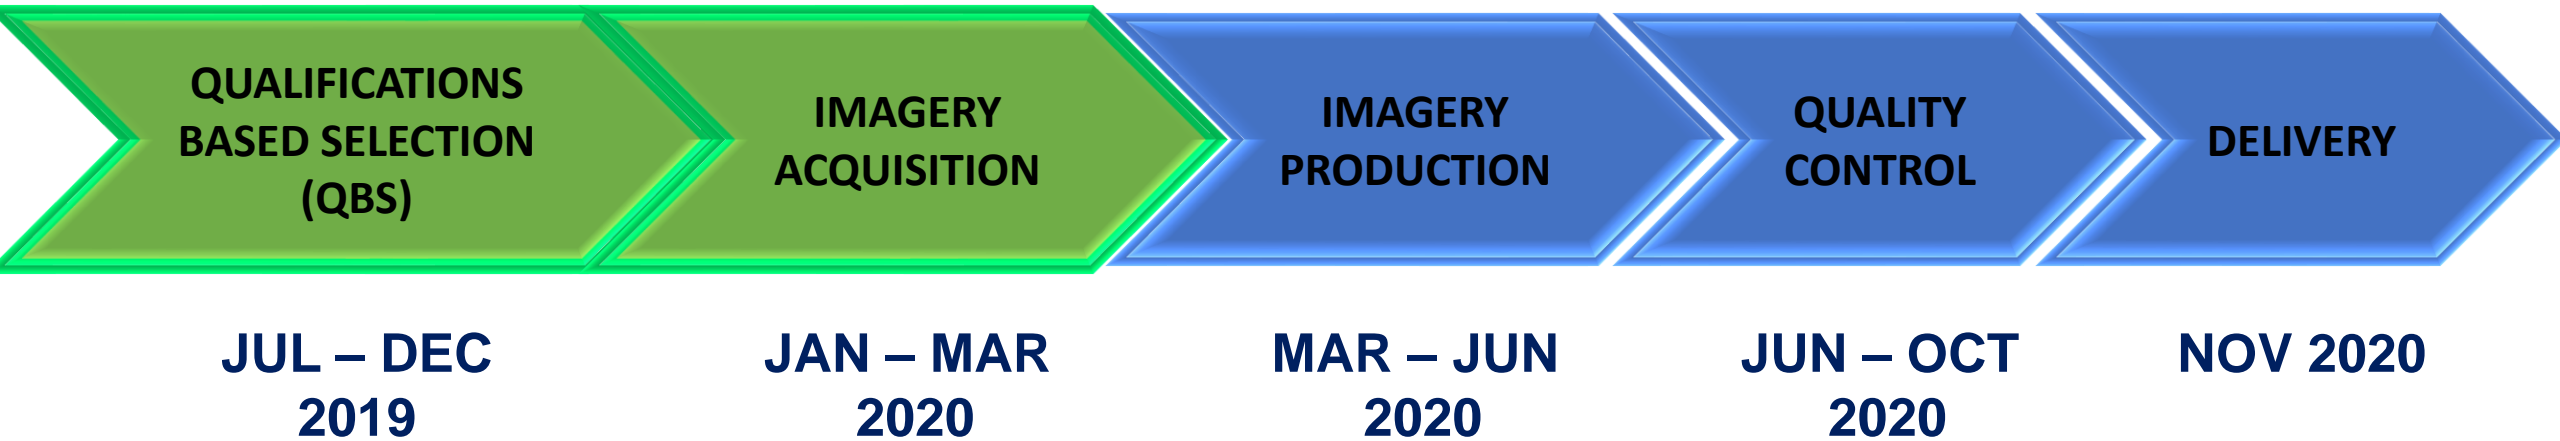 QUALIFICATIONS
BASED SELECTION
(QBS)
IMAGERY
ACQUISITION
IMAGERY
PRODUCTION
QUALITY
CONTROL
DELIVERY
JUL – DEC
2019
JAN – MAR
2020
MAR – JUN
2020
JUN – OCT
2020
NOV 2020